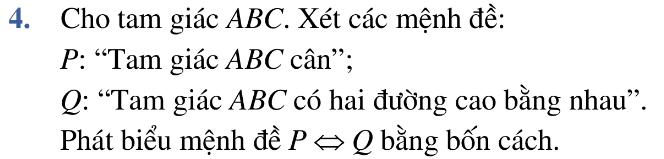 4. Cho tam giác ABC. Xét các mệnh đề:
P: “Tam giác ABC cân”;
Q: “Tam giác ABC có hai đường cao bằng nhau”.
Phát biểu mệnh đề P ⇔ Q bằng bốn cách.